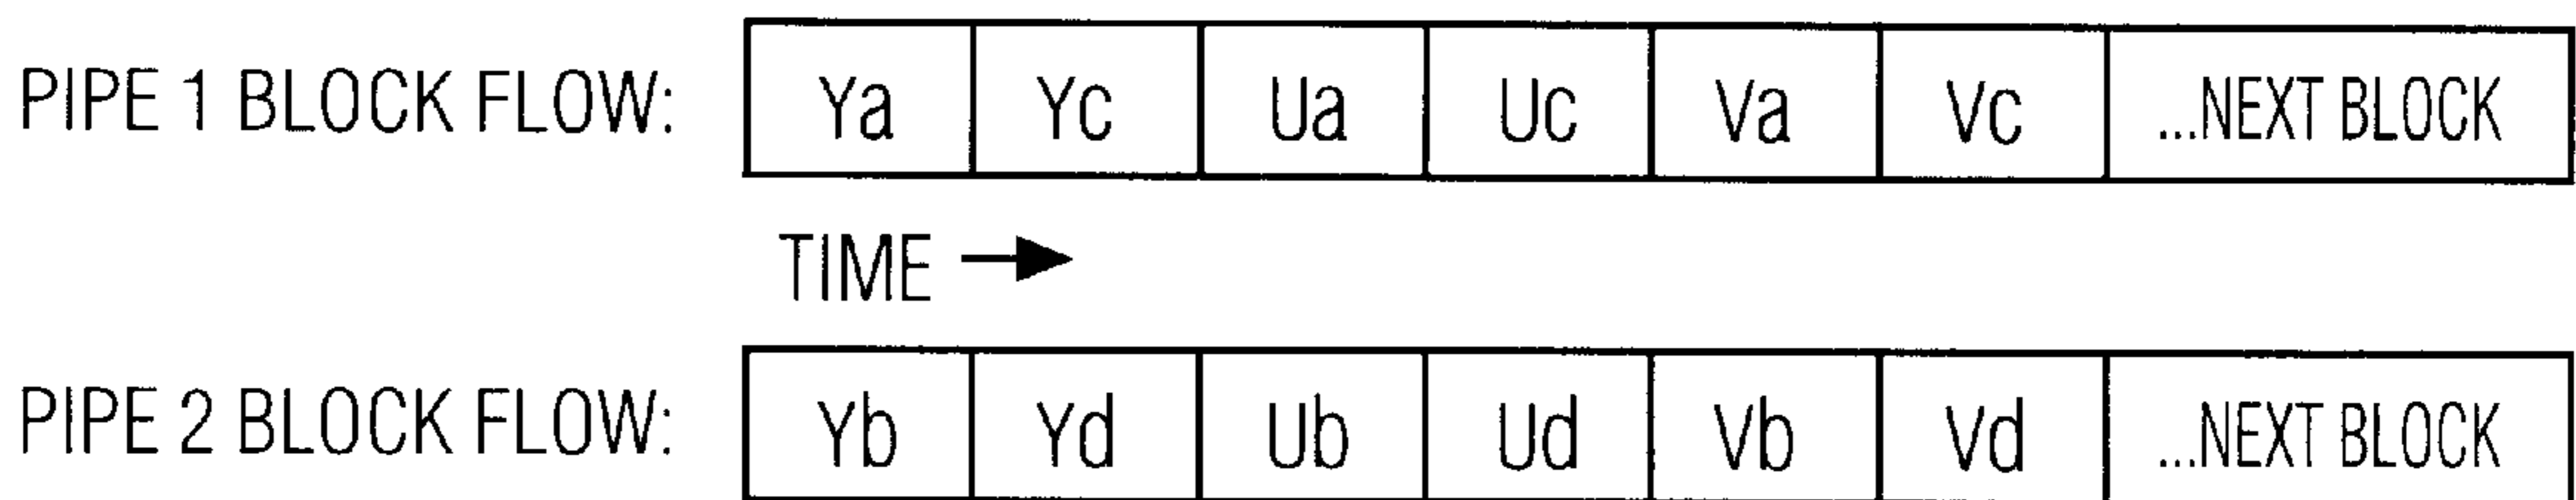 PIPE 1 BLOCK FLOW: Ya Yc Ua Uc Va Vc ...NEXT BLOCK
TIME
PIPE 2 BLOCK FLOW: Yb Yd Ub Ud Vb Vd ...NEXT BLOCK